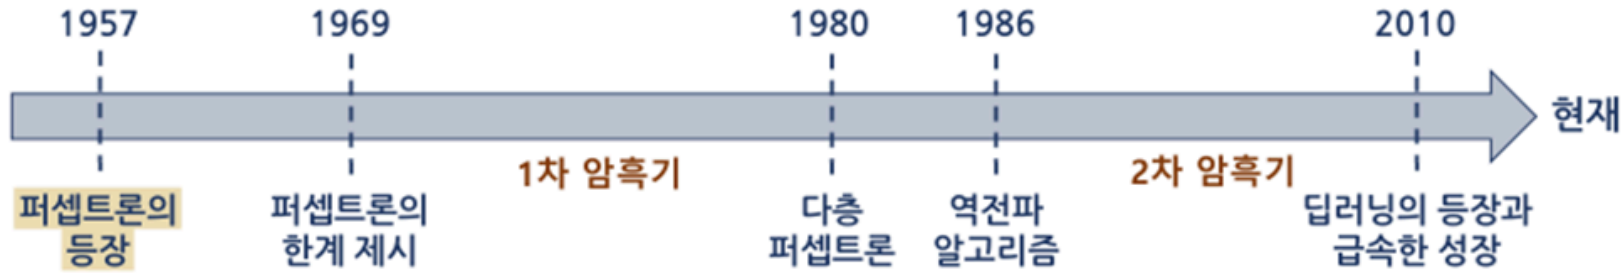 1957
1969
1980
1986
2010
현재
1차 암흑기
2차 암흑기
퍼셉트론의
등장
퍼셉트론의
한계 제시
다층
퍼셉트론
역전파
알고리즘
딥러닝의 등장과
급속한 성장